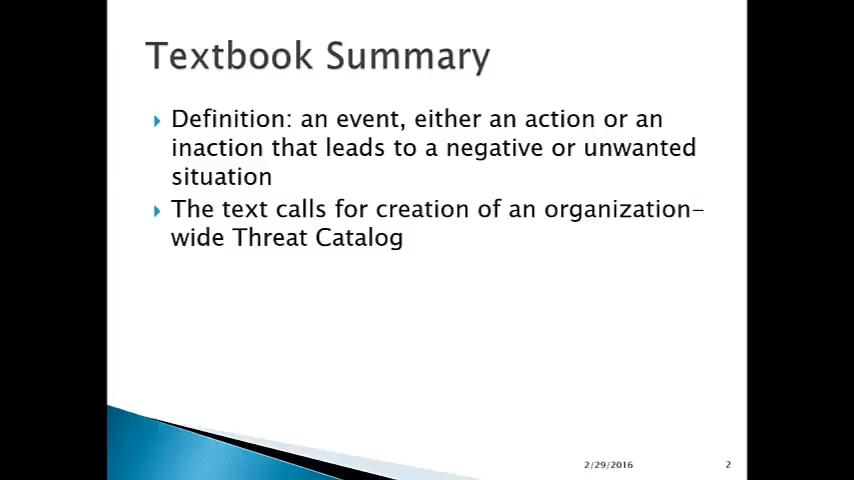 Textbook Summary
Definition: an event, either an action or an
inaction that leads to a negative or unwanted
situation
The text calls for creation of an organization-
wide Threat Catalog
2/29/2016
2